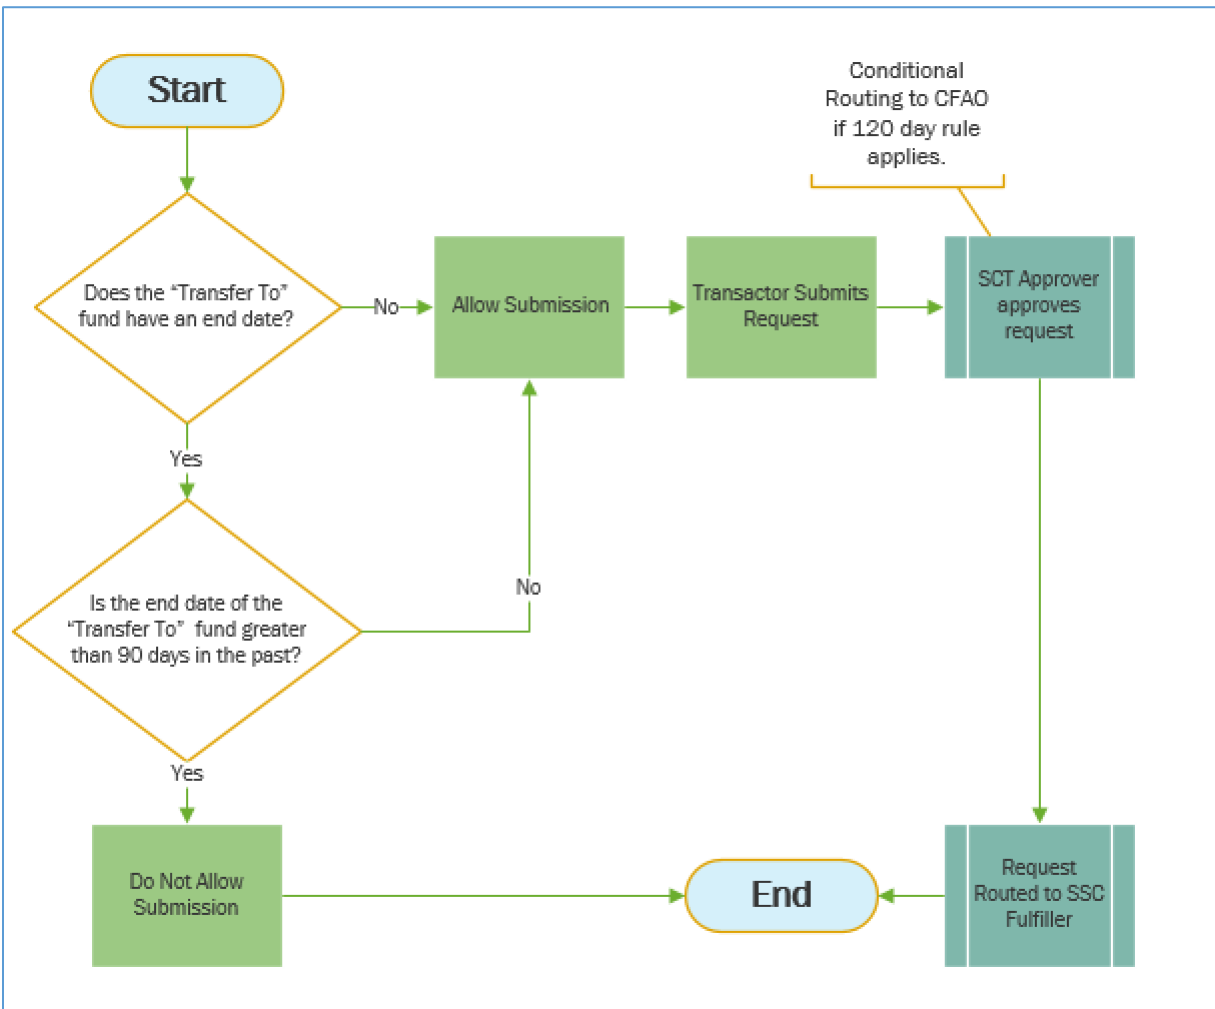 Start
Conditional
Routing to CFAO
if 120 day rule
applies.
Does the “Transfer To”
fund have an end date?
No
Allow Submission
Transactor Submits
Request
SCT Approver
approves
request
Yes
Is the end date of the
“Transfer To” fund greater
than 90 days in the past?
No
Yes
Do Not Allow
Submission
End
Request
Routed to SSC
Fulfiller